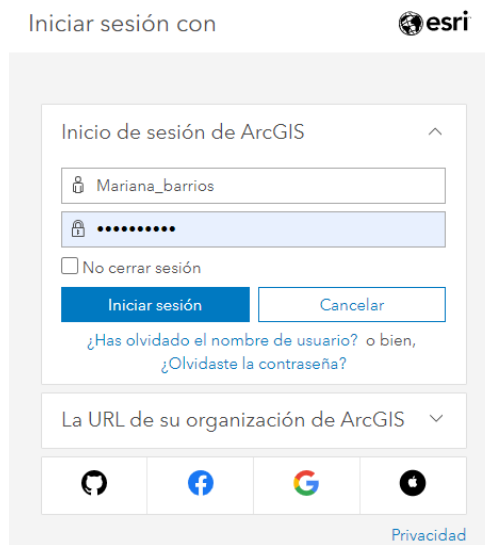 Iniciar sesión con
esri
Inicio de sesión de ArcGIS
Mariana_barrios
••••••••••
No cerrar sesión
Iniciar sesión
Cancelar
¿Has olvidado el nombre de usuario? o bien,
¿Olvidaste la contraseña?
La URL de su organización de ArcGIS
Privacidad